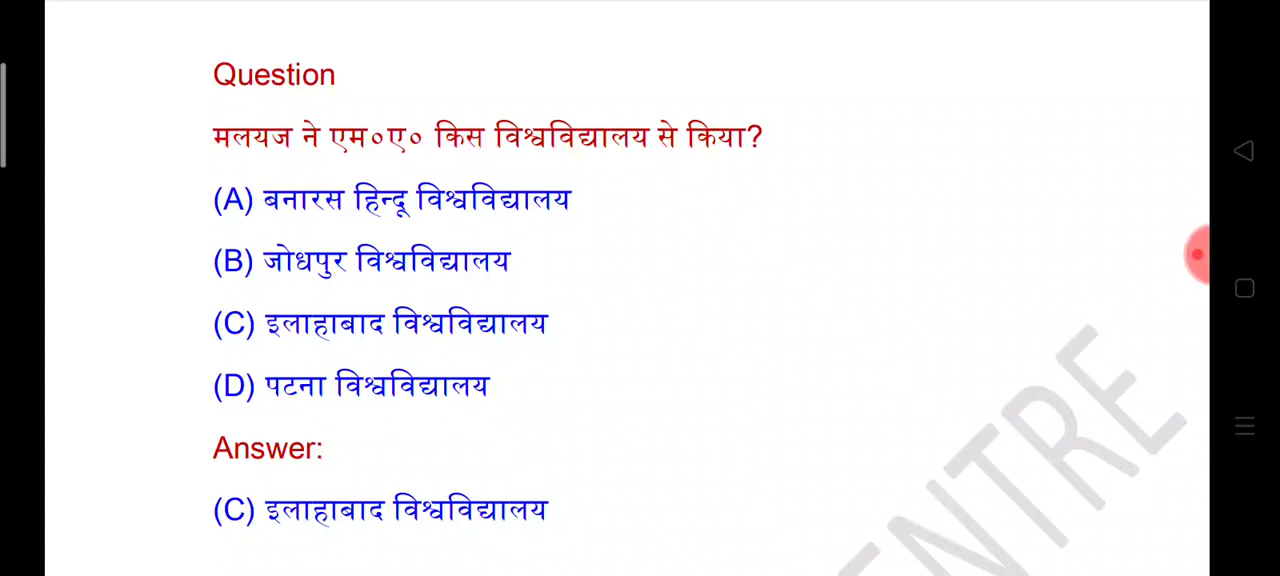 Question
मलयज ने एम०ए० किस विश्वविद्यालय से किया?
(A) बनारस हिन्दू विश्वविद्यालय
(B) जोधपुर विश्वविद्यालय
(C) इलाहाबाद विश्वविद्यालय
(D) पटना विश्वविद्यालय
Answer:
(C) इलाहाबाद विश्वविद्यालय
ENTRE